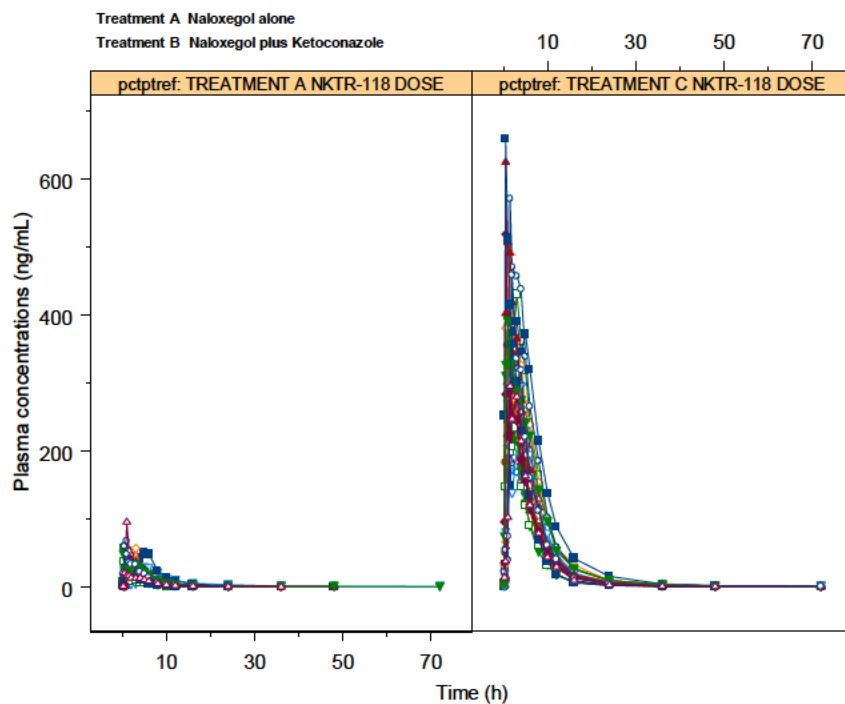 Treatment A Naloxegol alone
Treatment B Naloxegol plus Ketoconazole
10 30 50 70
pctptref: TREATMENT A NKTR-118 DOSE
pctptref: TREATMENT C NKTR-118 DOSE
600
400
200
0
Plasma concentrations (ng/mL)
10 30 50 70
Time (h)